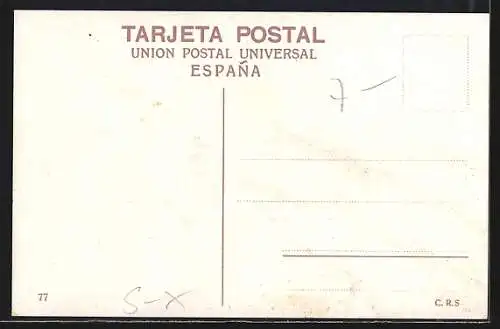 TARJETA POSTAL
UNION POSTAL UNIVERSAL
ESPAÑA
7 —
77
S-X
C. R. S